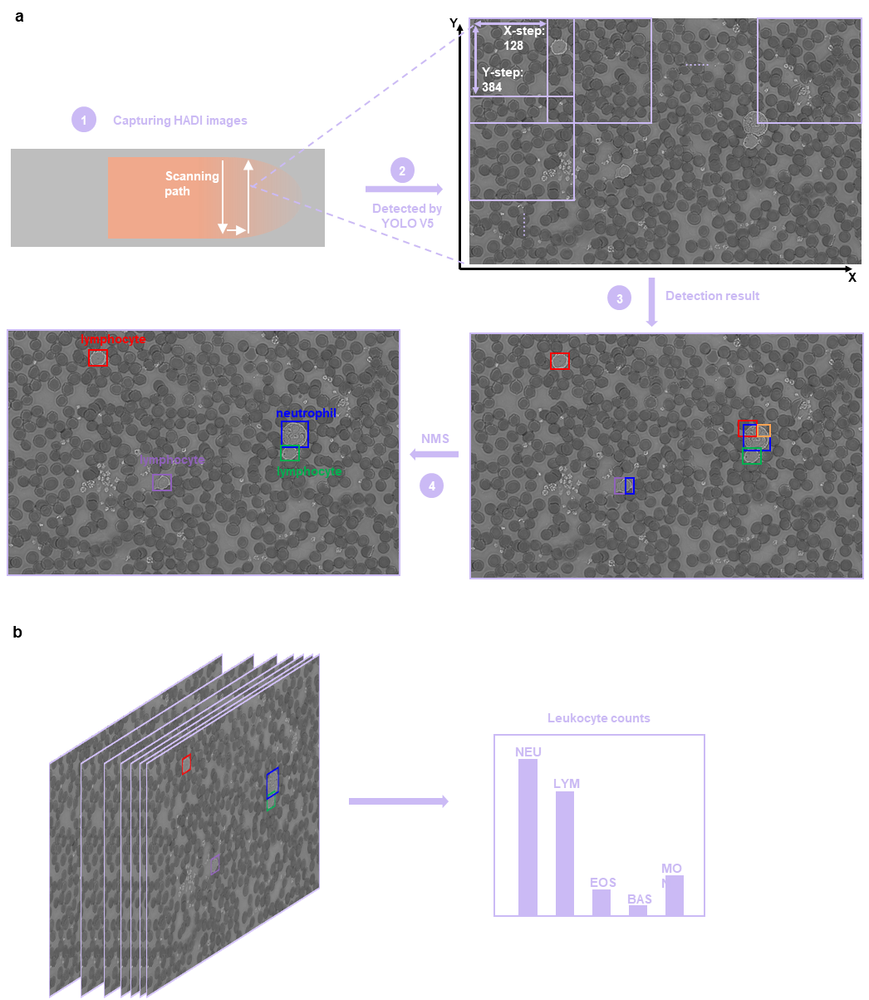 a
1
Capturing HADI images
Scanning
path
2
Detected by
YOLO V5
Y
X-step:
128
Y-step:
384
X
3
Detection result
lymphocyte
neutrophil
lymphocyte
lymphocyte
NMS
4
b
Leukocyte counts
NEU
LYM
EOS
BAS
MO
N